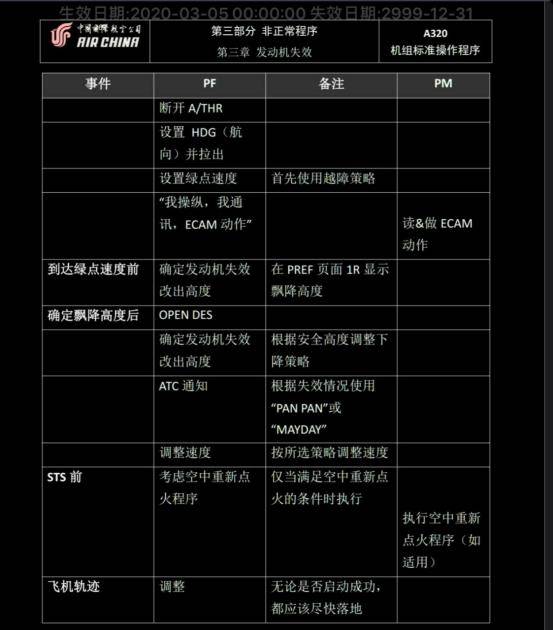 生效日期:2020-03-05 00:00:00 失效日期:2999-12-31
中国国际航空公司
AIR CHINA
第三部分 非正常程序
第三章 发动机失效
A320
机组标准操作程序
事件 PF 备注 PM
断开 A/THR
设置 HDG（航
向）并拉出
设置绿点速度 首先使用越障策略
“我操纵，我通
讯，ECAM 动作”
读&做 ECAM
动作
到达绿点速度前 确定发动机失效 在 PREF 页面 1R 显示
改出高度 飘降高度
确定飘降高度后 OPEN DES
确定发动机失效 根据安全高度调整下
改出高度 降策略
ATC 通知 根据失效情况使用
“PAN PAN”或
“MAYDAY”
调整速度 按所选策略调整速度
STS 前 考虑空中重新点 仅当满足空中重新点
火程序 火的条件时执行
执行空中重新
点火程序（如
适用）
飞机轨迹 调整 无论是否启动成功，
都应该尽快落地